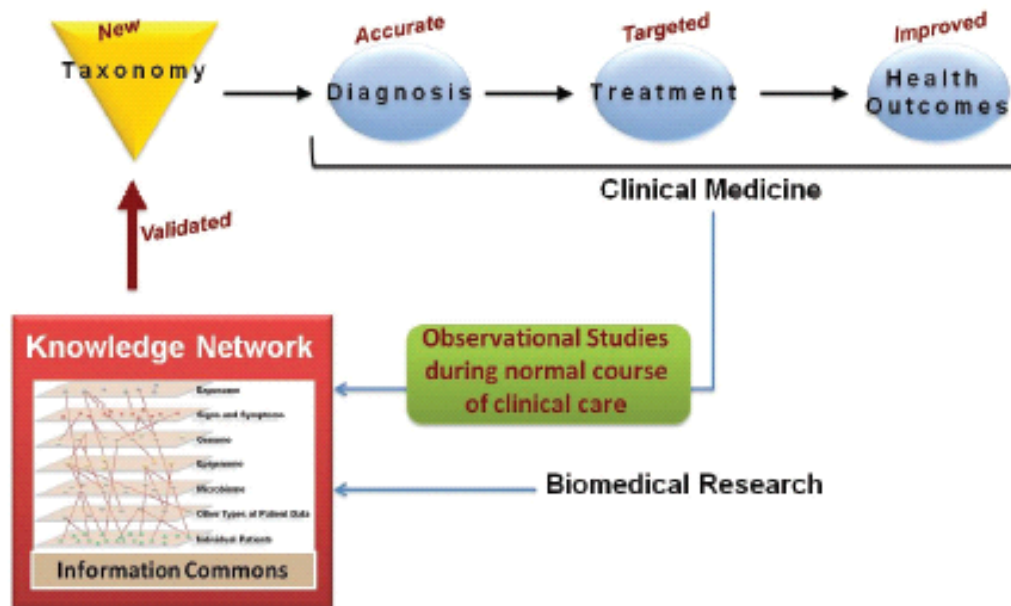 New
Taxonomy
Accurate
Diagnosis
Targeted
Treatment
Improved
Health
Outcomes
Clinical Medicine
Validated
Knowledge Network
Exposome
Signs and Symptoms
Genome
Epigenome
Microbiome
Other Types of Patient Data
Individual Patients
Information Commons
Observational Studies
during normal course
of clinical care
Biomedical Research